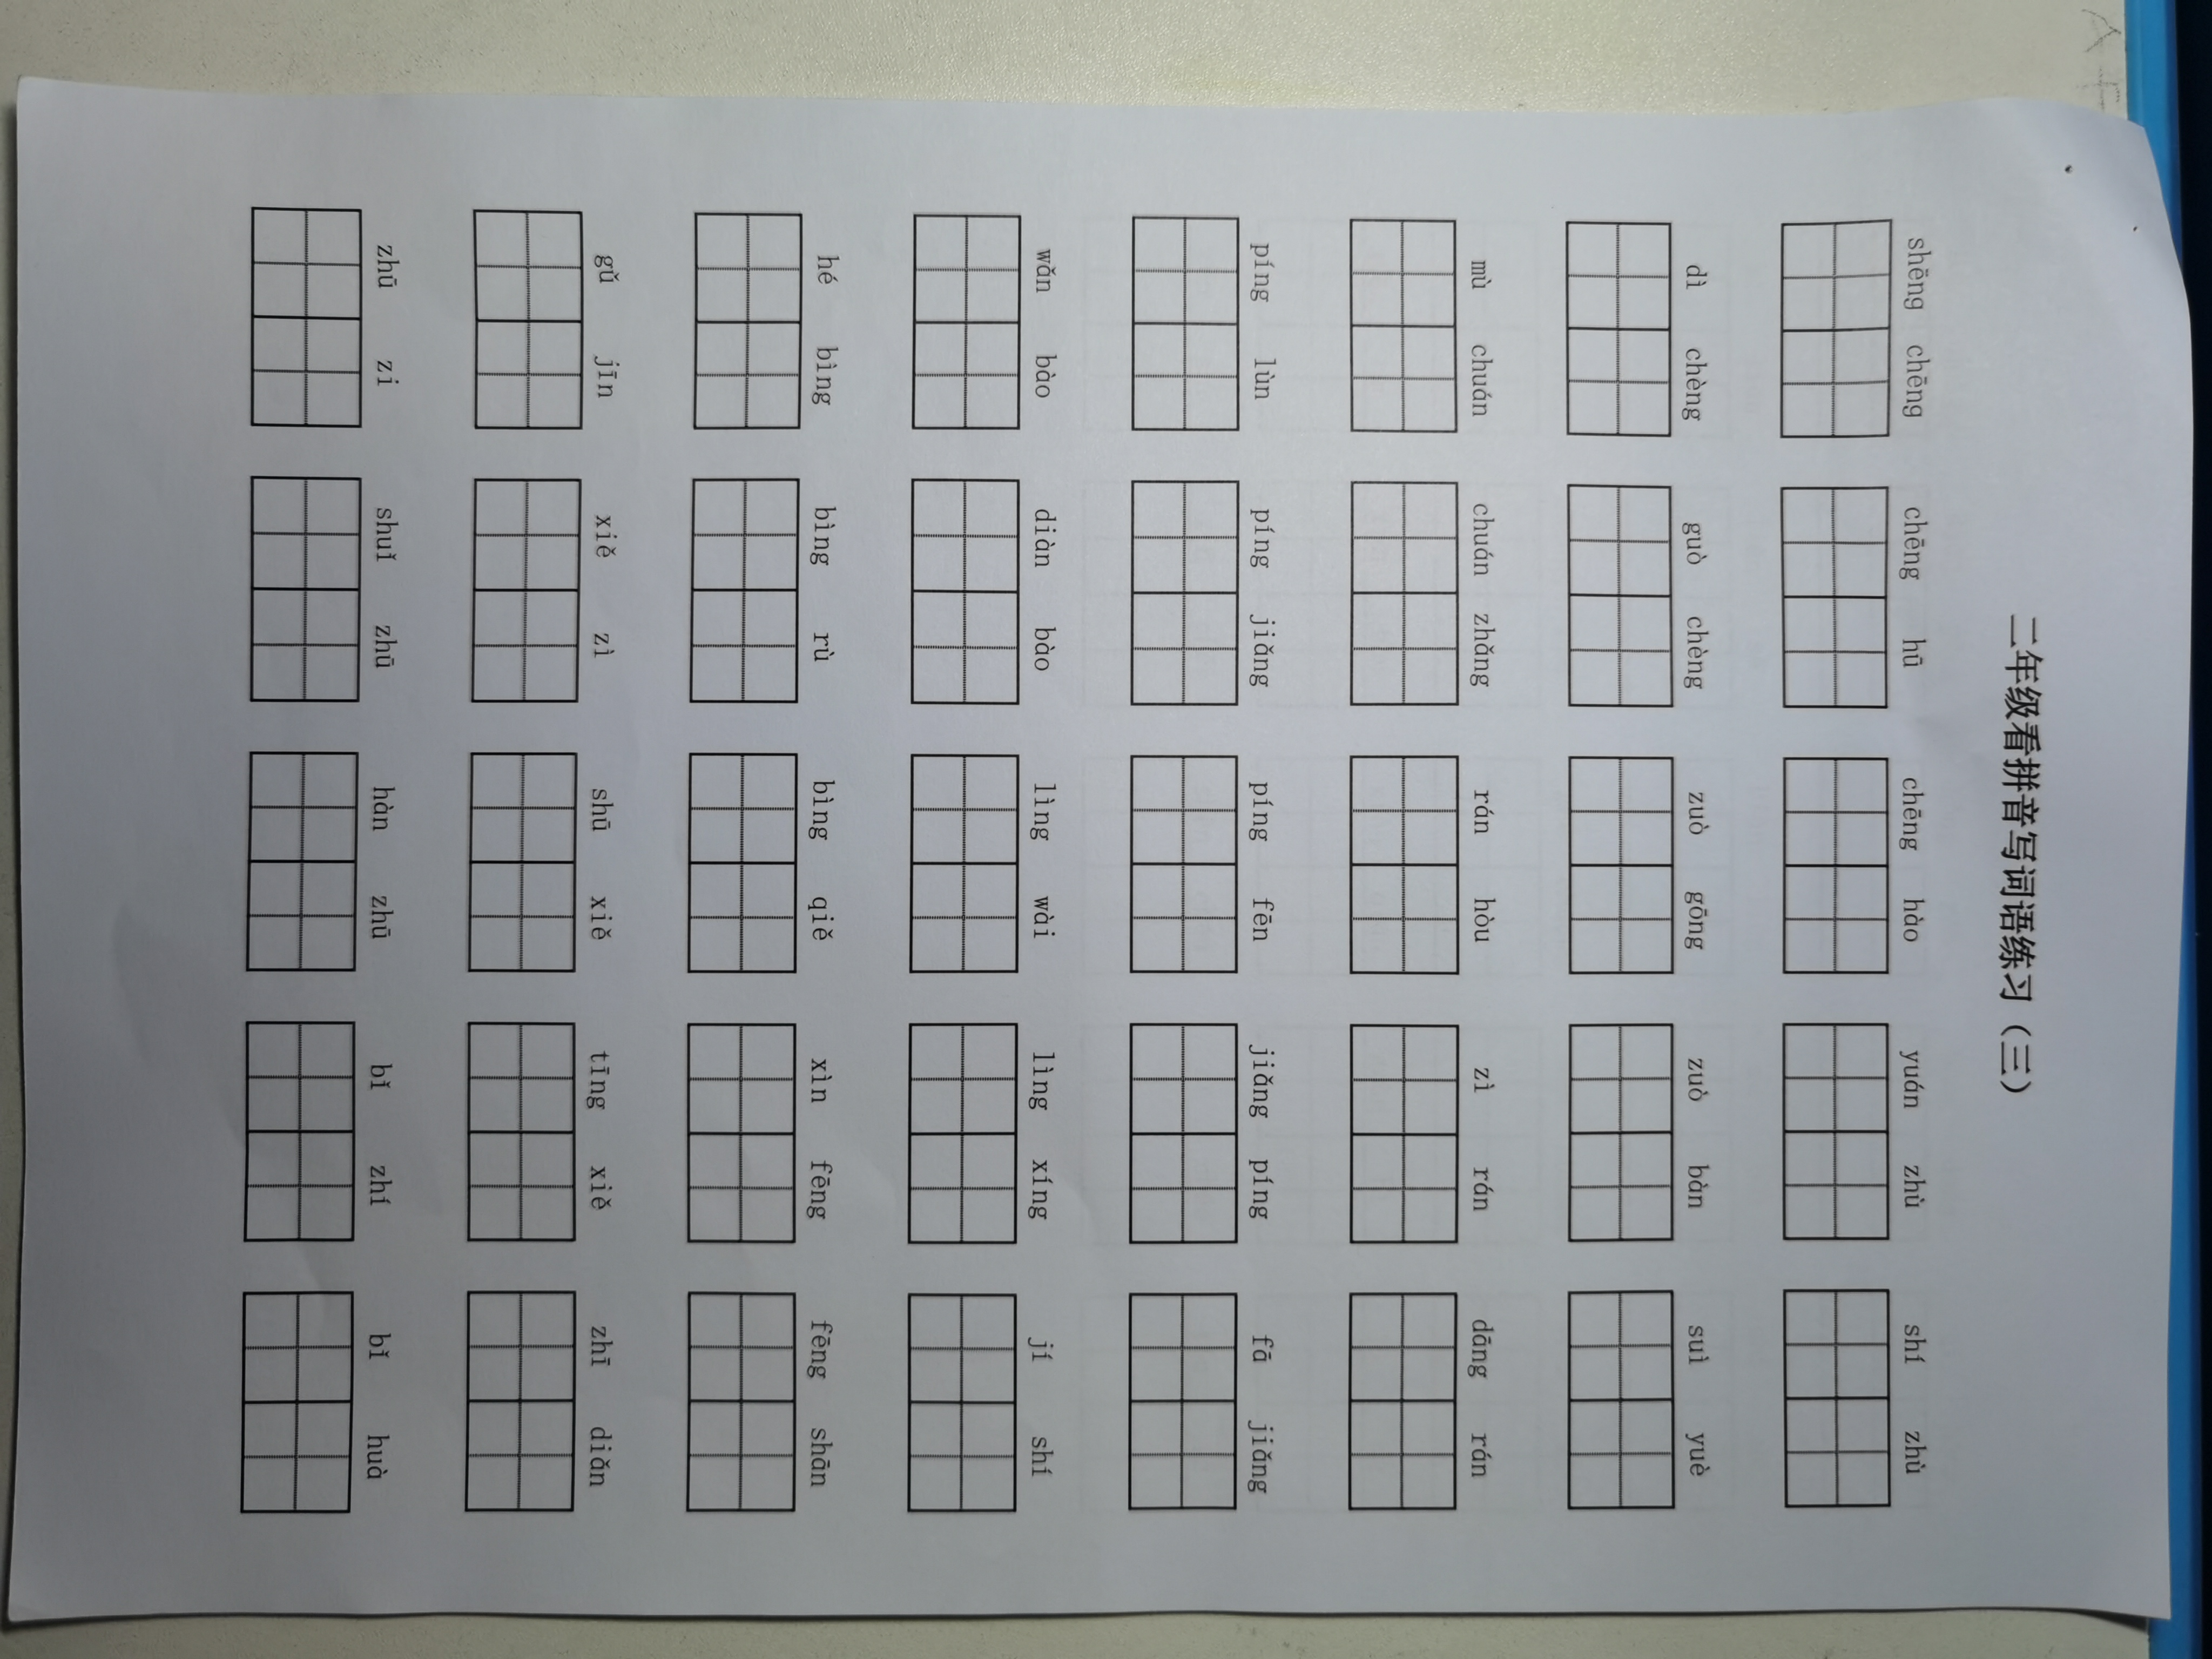 二年级看拼音写词语练习（三）
shēng chēng chēng hū chēng hào yuán zhù shí zhù
dì chèng guò chèng zuò gōng zuò bàn suì yuè
mù chuán chuán zhǎng rán hòu zì rán dāng rán
píng lùn píng jiǎng píng fēn jiǎng píng fā jiǎng
wǎn bào diàn bào lìng wài lìng xíng jí shí
hé bìng bìng rù bìng qiě xìn fēng fēng shān
gǔ jīn xiě zì shū xiě tīng xiě zhī diǎn
zhū zi shuǐ zhū hàn zhū bǐ zhí bǐ huà